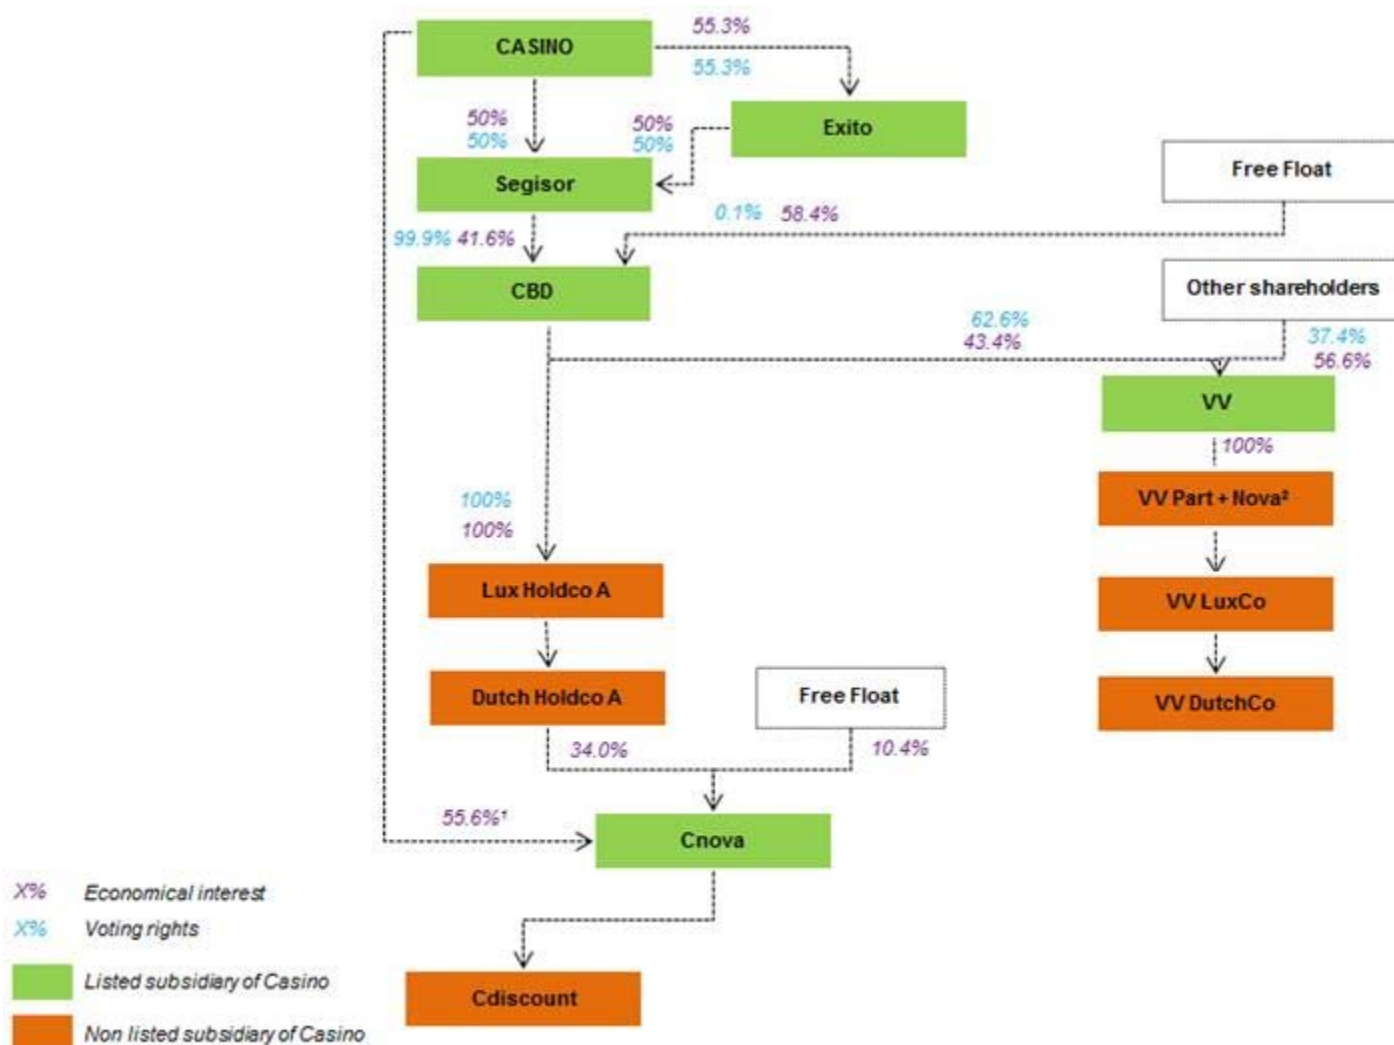 55.3%
CASINO
55.3%
50%
50%
50%
50%
Exito
Free Float
Segisor
0.1% 58.4%
99.9% 41.6%
CBD
Other shareholders
62.6%
43.4%
37.4%
56.6%
VV
100%
VV Part + Nova²
100%
100%
Lux Holdco A
VV LuxCo
Dutch Holdco A
Free Float
VV DutchCo
34.0%
10.4%
55.6%¹
Cnova
X% Economical interest
X% Voting rights
Listed subsidiary of Casino
Cdiscount
Non listed subsidiary of Casino